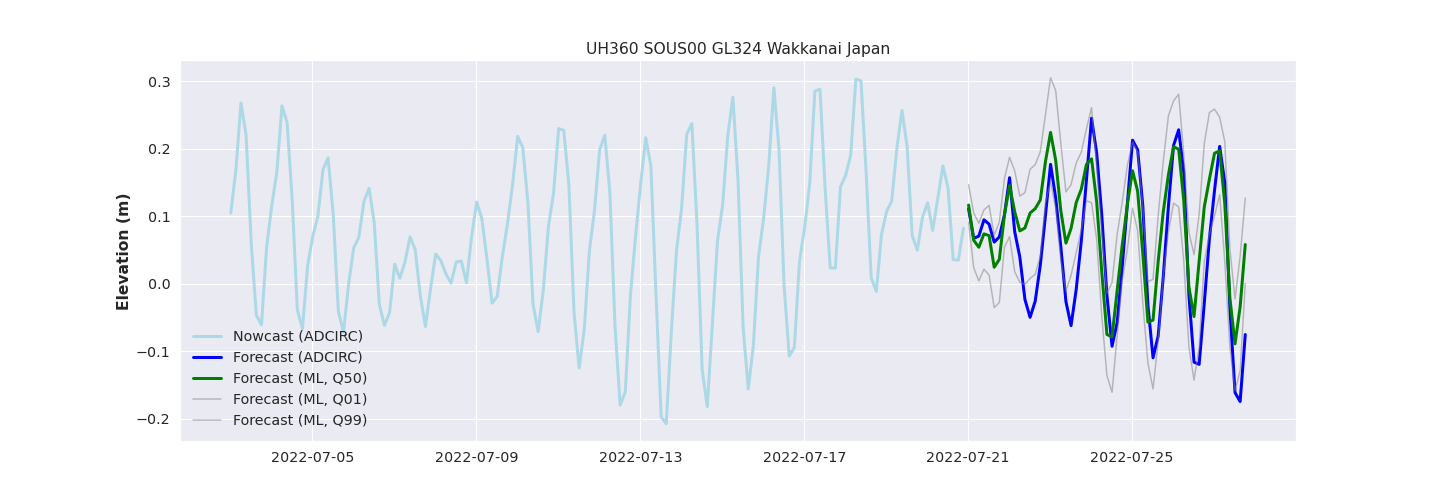 UH360 SOUS00 GL324 Wakkanai Japan
Elevation (m)
0.3
0.2
0.1
0.0
−0.1
−0.2
Nowcast (ADCIRC)
Forecast (ADCIRC)
Forecast (ML, Q50)
Forecast (ML, Q01)
Forecast (ML, Q99)
2022-07-05 2022-07-09 2022-07-13 2022-07-17 2022-07-21 2022-07-25